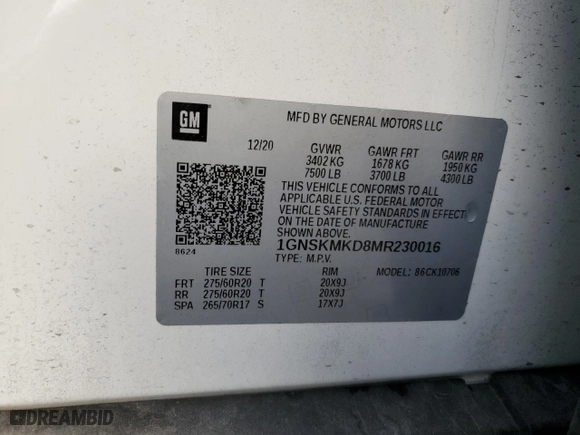 GM
MFD BY GENERAL MOTORS LLC
12/20 GVWR GAWR FRT GAWR RR
3402 KG 1678 KG 1950 KG
7500 LB 3700 LB 4300 LB
THIS VEHICLE CONFORMS TO ALL
APPLICABLE U.S. FEDERAL MOTOR
VEHICLE SAFETY STANDARDS IN EFFECT
ON THE DATE OF MANUFACTURE
8624
1GNSKMKD8MR230016
TYPE: M.P.V. MODEL: 86CK10706
TIRE SIZE RIM
FRT 275/60R20 T 20X9J
RR 275/60R20 T 20X9J
SPA 265/70R17 S 17X7J
DREAMBID